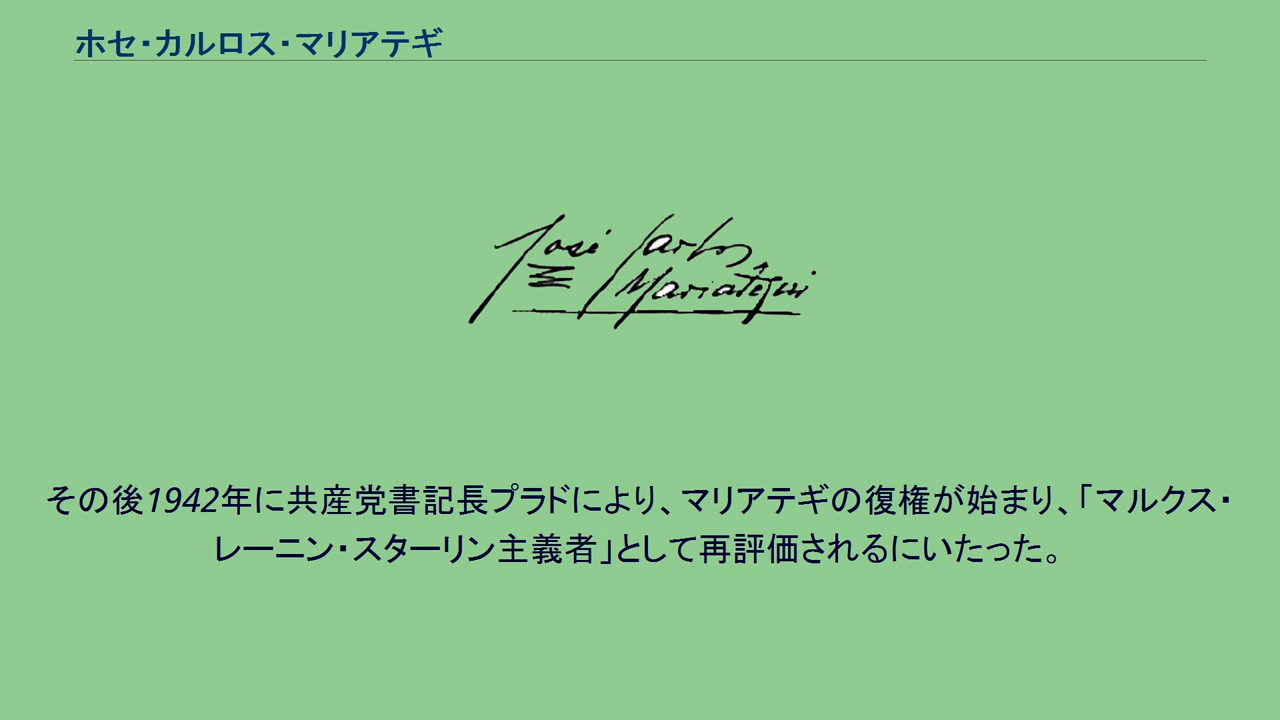 ホセ・カルロス・マリアテギ
José Carlos
Mariátegui
その後1942年に共産党書記長プラドにより、マリアテギの復権が始まり、「マルクス・
レーニン・スターリン主義者」として再評価されるにいたった。